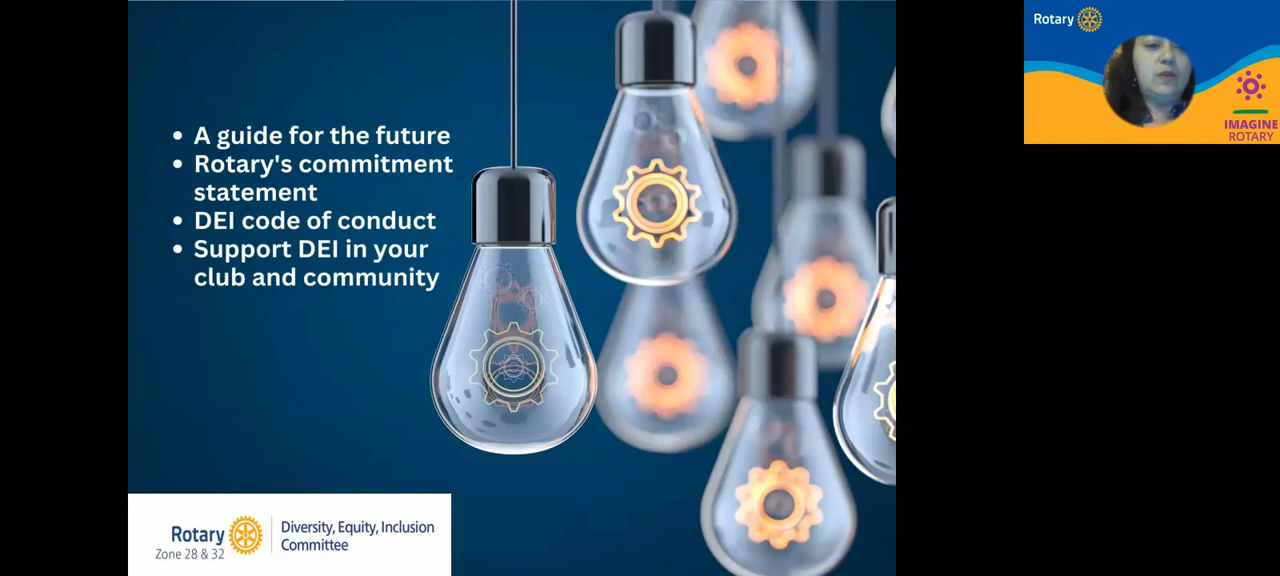 • A guide for the future
• Rotary's commitment
statement
• DEI code of conduct
• Support DEI in your
club and community
Rotary
Zone 28 & 32
Diversity, Equity, Inclusion
Committee
Rotary
IMAGINE
ROTARY